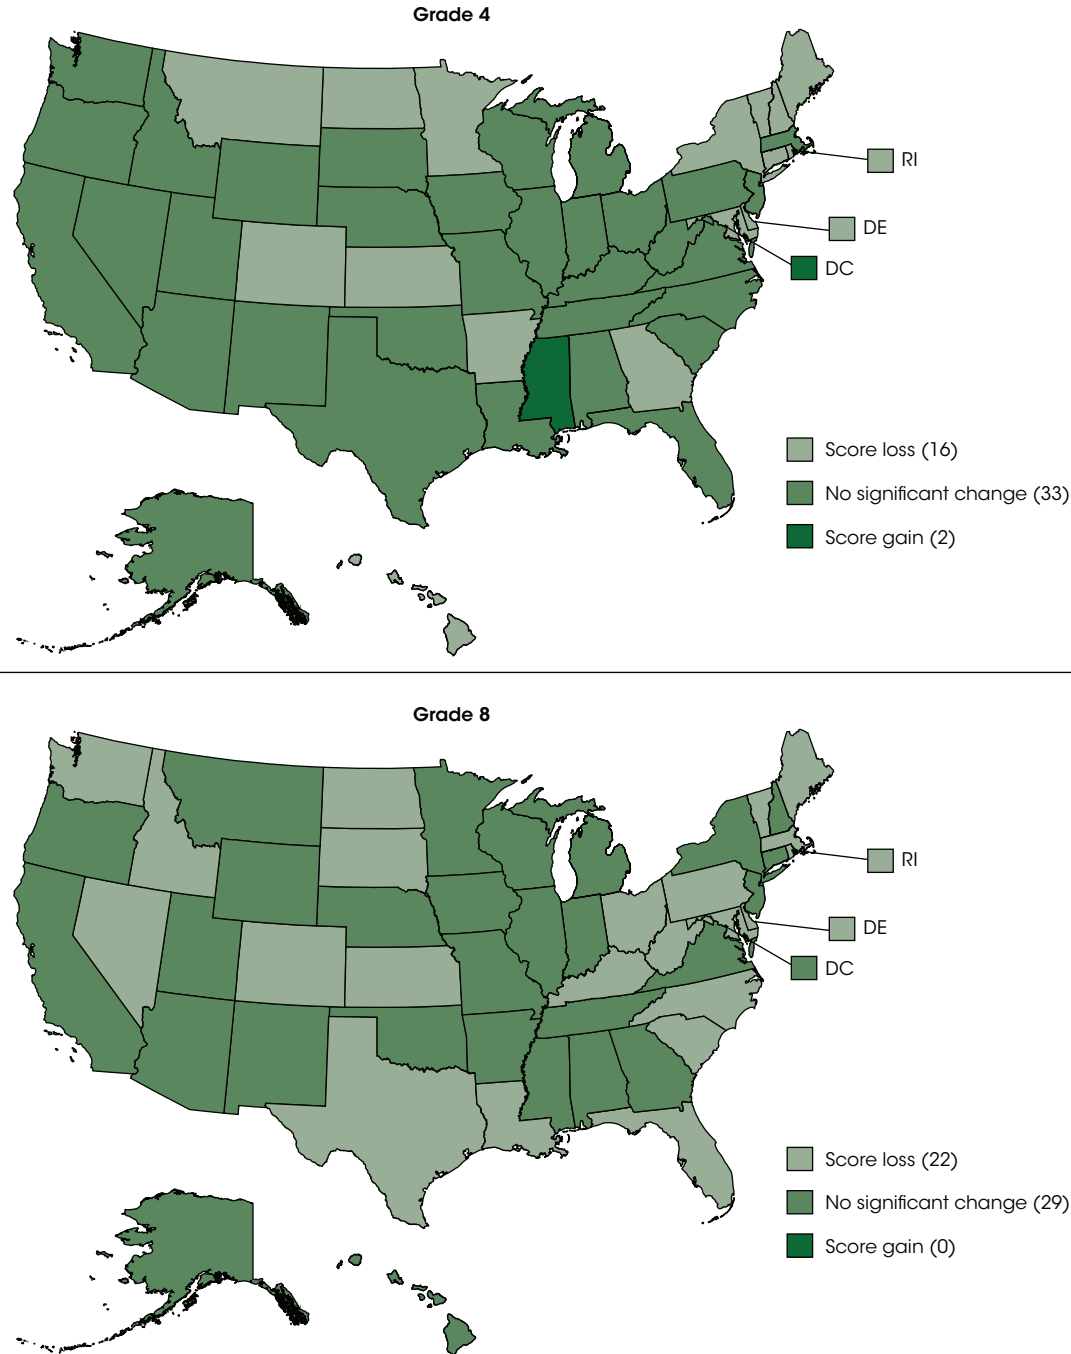 Grade 4
RI
DE
DC
Score loss (16)
No significant change (33)
Score gain (2)
Grade 8
RI
DE
DC
Score loss (22)
No significant change (29)
Score gain (0)